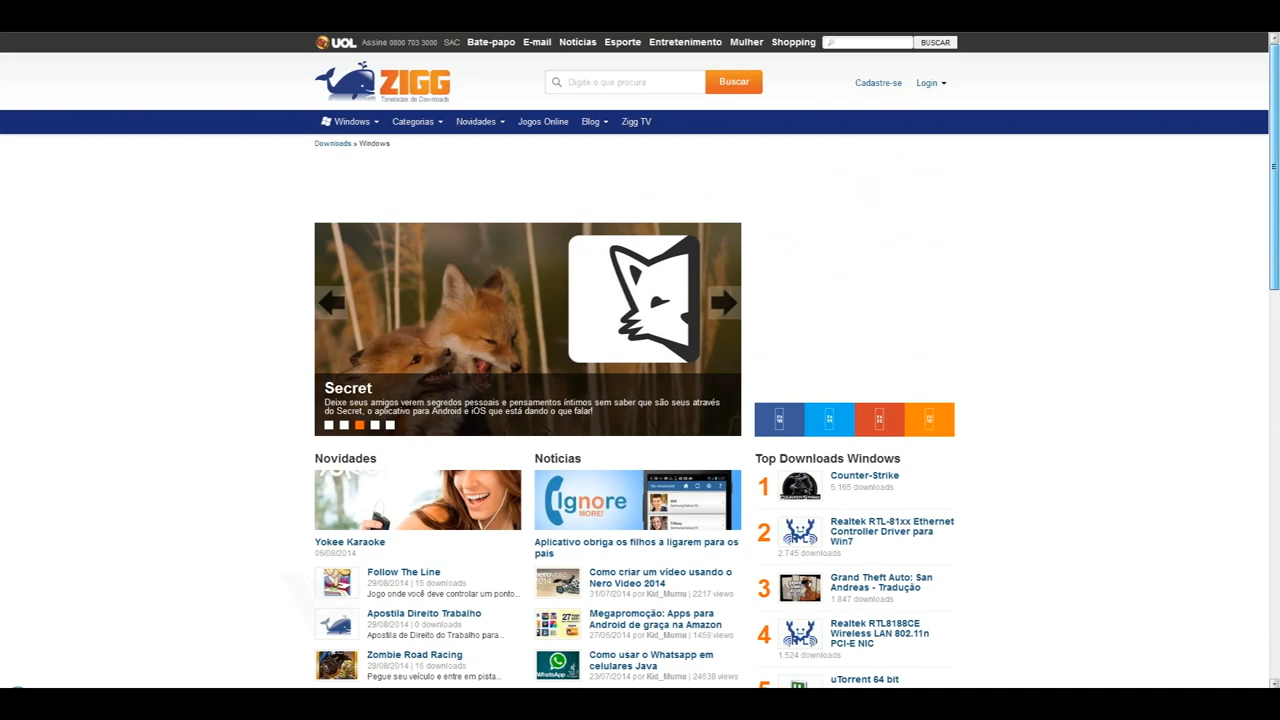 UOL Assine 0800 703 3000 SAC Bate-papo E-mail Notícias Esporte Entretenimento Mulher Shopping BUSCAR
ZIGG
Toneladas de Downloads
Digite o que procura Buscar
Cadastre-se Login
Windows Categorias Novidades Jogos Online Blog Zigg TV
Downloads » Windows
Secret
Deixe seus amigos verem segredos pessoais e pensamentos íntimos sem saber que são seus através
do Secret, o aplicativo para Android e iOS que está dando o que falar!
Novidades
Yokee Karaoke
06/08/2014
Follow The Line
29/08/2014 | 15 downloads
Jogo onde você deve controlar um ponto...
Apostila Direito Trabalho
29/08/2014 | 0 downloads
Apostila de Direito do Trabalho para...
Zombie Road Racing
28/08/2014 | 16 downloads
Pegue seu veículo e entre em pista...
Notícias
Ignore
MORE!
Aplicativo obriga os filhos a ligarem para os
pais
Como criar um vídeo usando o
Nero Video 2014
31/07/2014 por Kid_Mumu | 2217 views
Megapromoção: Apps para
Android de graça na Amazon
27/06/2014 por Kid_Mumu | 1459 views
WhatsApp
Como usar o Whatsapp em
celulares Java
23/07/2014 por Kid_Mumu | 24638 views
Top Downloads Windows
1
COUNTER-STRIKE
Counter-Strike
5.165 downloads
2
Realtek RTL-81xx Ethernet
Controller Driver para
Win7
2.745 downloads
3
Grand Theft Auto: San
Andreas - Tradução
1.847 downloads
4
Realtek RTL8188CE
Wireless LAN 802.11n
PCI-E NIC
1.524 downloads
uTorrent 64 bit